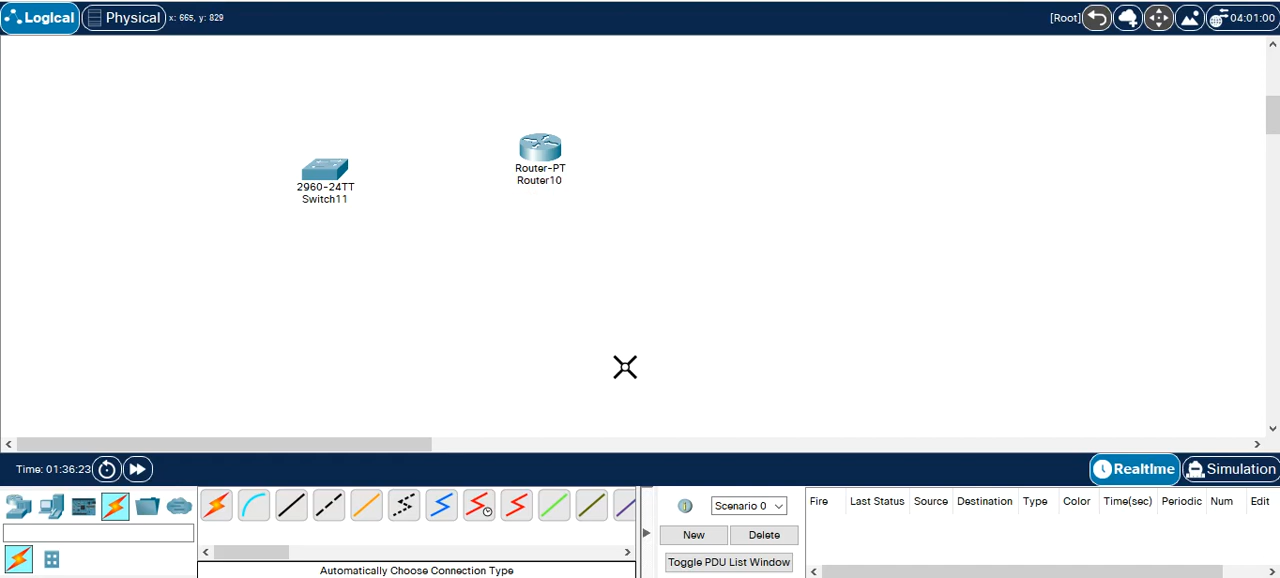 Logical
Physical
x: 665, y: 829
[Root]
04:01:00
Router-PT
Router10
2960-24TT
Switch11
Time: 01:36:23
Realtime
Simulation
Scenario 0
New
Delete
Toggle PDU List Window
Fire Last Status Source Destination Type Color Time(sec) Periodic Num Edit
Automatically Choose Connection Type